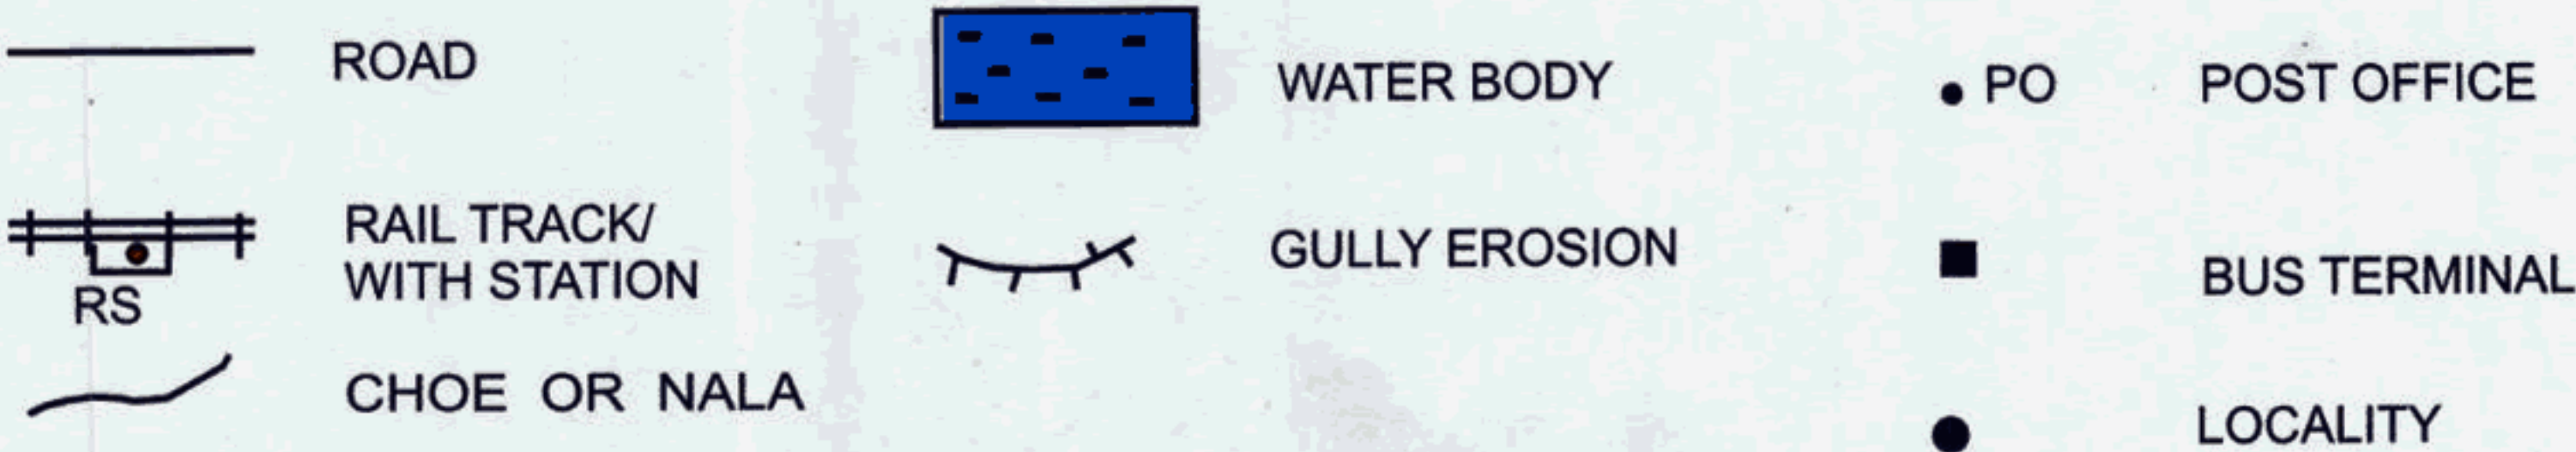 ROAD
RAIL TRACK/
WITH STATION
RS
CHOE OR NALA
WATER BODY
GULLY EROSION
PO
POST OFFICE
BUS TERMINAL
LOCALITY